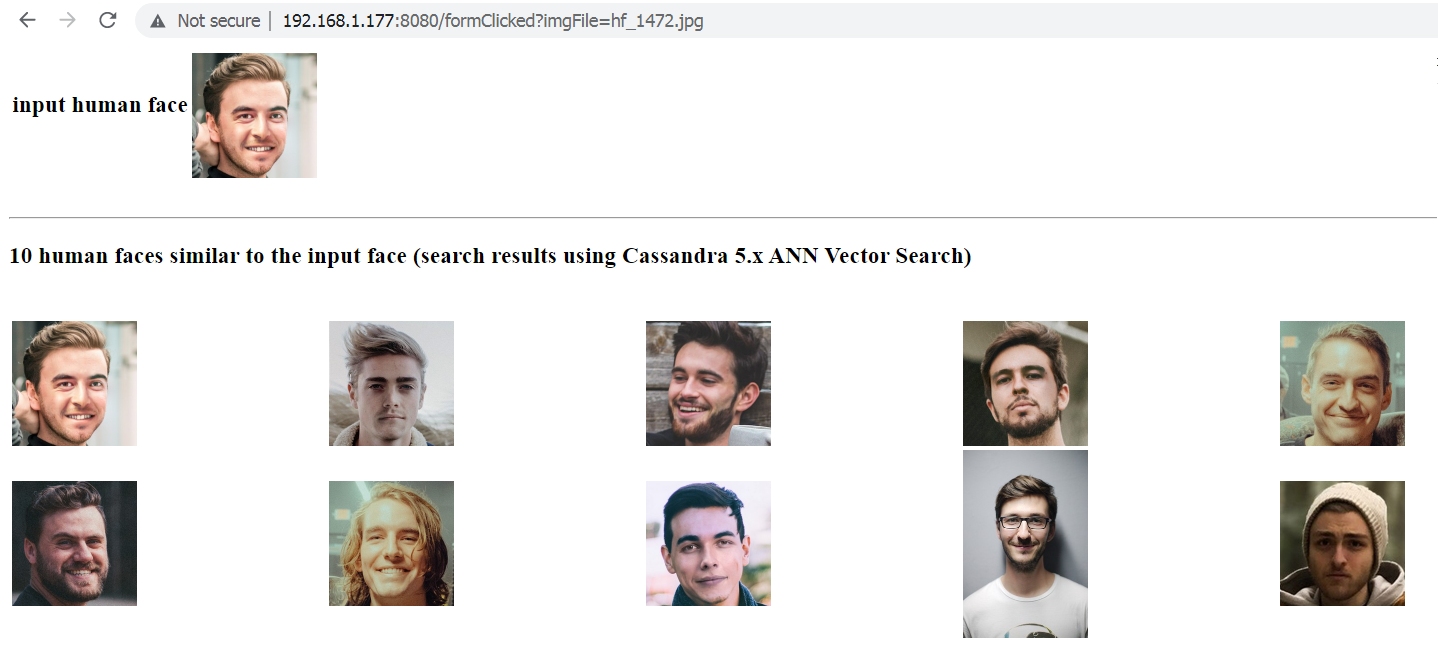 Not secure | 192.168.1.177:8080/formClicked?imgFile=hf_1472.jpg
input human face
10 human faces similar to the input face (search results using Cassandra 5.x ANN Vector Search)